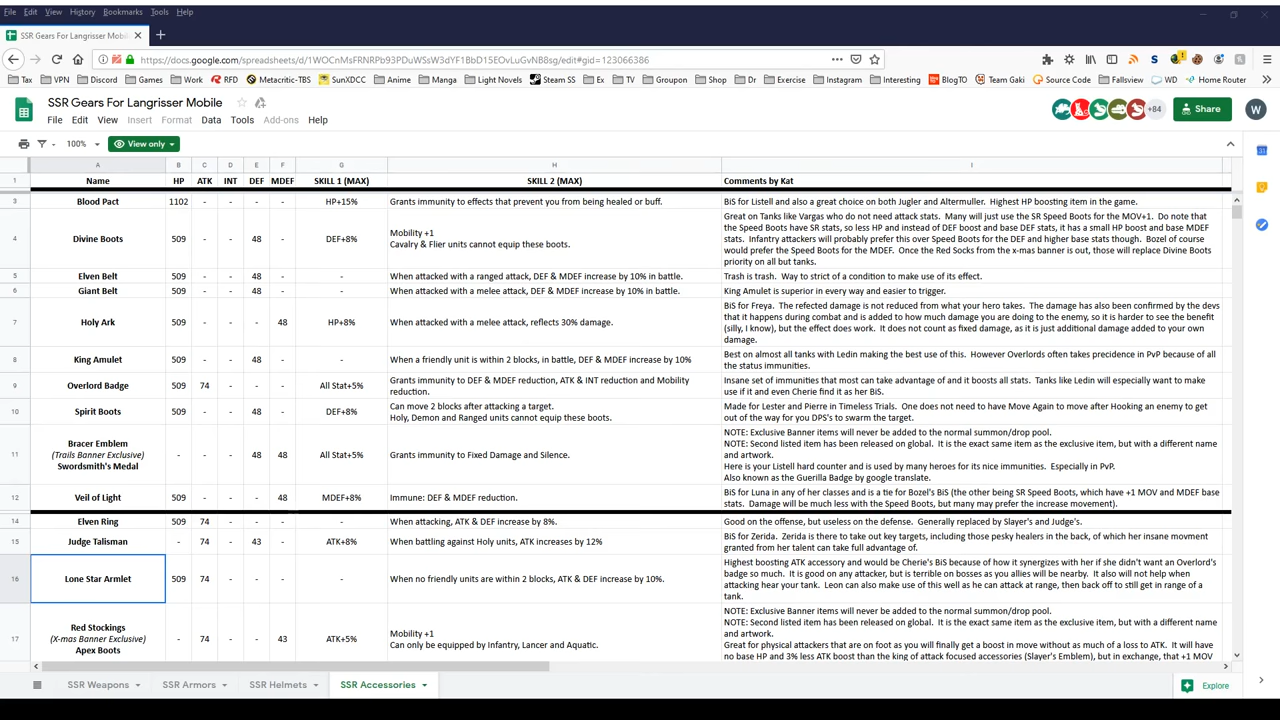 File Edit View History Bookmarks Tools Help
SSR Gears For Langrisser Mobile
https://docs.google.com/spreadsheets/d/1WOCnMsFRNRPb93PDuWSsW3dYF1BbD15EOvLuGvNB8sg/edit#gid=123066386
Tax VPN Discord Games Work RFD Metacritic-TBS SunXDCC Anime Manga Light Novels Steam SS Ex TV Groupon Shop Dr Exercise Instagram Interesting BlogTO Team Gaki Source Code Fallsview Web Night Home Router
SSR Gears For Langrisser Mobile
+84 Share W
File Edit View Insert Format Data Tools Add-ons Help
100% View only
A B C D E F G H I
1 Name HP ATK INT DEF MDEF SKILL 1 (MAX) SKILL 2 (MAX) Comments by Kat
3 Blood Pact 1102 - - - - HP+15% Grants immunity to effects that prevent you from being healed or buff. BiS for Listell and also a great choice on both Jugler and Altermuller. Highest HP boosting item in the game.
4 Divine Boots 509 - - 48 - DEF+8% Mobility +1
Cavalry & Flier units cannot equip these boots.
Great on Tanks like Vargas who do not need attack stats. Many will just use the SR Speed Boots for the MOV+1. Do note that
the Speed Boots have SR stats, so less HP and instead of DEF boost and base DEF stats, it has a small HP boost and base MDEF
stats. Infantry attackers will probably prefer this over Speed Boots for the DEF and higher base stats though. Bozel of course
would prefer the Speed Boots for the MDEF. Once the Red Socks from the x-mas banner is out, those will replace Divine Boots
priority on all but tanks.
5 Elven Belt 509 - - 48 - - When attacked with a ranged attack, DEF & MDEF increase by 10% in battle. Trash is trash. Way to strict of a condition to make use of its effect.
6 Giant Belt 509 - - 48 - - When attacked with a melee attack, DEF & MDEF increase by 10% in battle. King Amulet is superior in every way and easier to trigger.
7 Holy Ark 509 - - - 48 HP+8% When attacked with a melee attack, reflects 30% damage.
BiS for Freya. The refected damage is not reduced from what your hero takes. The damage has also been confirmed by the devs
that it happens during combat and is added to how much damage you are doing to the enemy, so it is harder to see the benefit
(silly, I know), but the effect does work. It does not count as fixed damage, as it is just additional damage added to your own
damage.
8 King Amulet 509 - - 48 - - When a friendly unit is within 2 blocks, in battle, DEF & MDEF increase by 10%
Best on almost all tanks with Ledin making the best use of this. However Overlords often takes precidence in PvP because of all
the status immunities.
9 Overlord Badge 509 74 - - - All Stat+5% Grants immunity to DEF & MDEF reduction, ATK & INT reduction and Mobility
reduction.
Insane set of immunities that most can take advantage of and it boosts all stats. Tanks like Ledin will especially want to make
use if it and even Cherie find it as her BiS.
10 Spirit Boots 509 - - 48 - DEF+8% Can move 2 blocks after attacking a target.
Holy, Demon and Ranged units cannot equip these boots.
Made for Lester and Pierre in Timeless Trials. One does not need to have Move Again to move after Hooking an enemy to get
out of the way for you DPS's to swarm the target.
11 Bracer Emblem
(Trails Banner Exclusive)
Swordsmith's Medal
- - - 48 48 All Stat+5% Grants immunity to Fixed Damage and Silence.
NOTE: Exclusive Banner items will never be added to the normal summon/drop pool.
NOTE: Second listed item has been released on global. It is the exact same item as the exclusive item, but with a different name
and artwork.
Here is your Listell hard counter and is used by many heroes for its nice immunities. Especially in PvP.
Also known as the Guerilla Badge by google translate.
12 Veil of Light 509 - - - 48 MDEF+8% Immune: DEF & MDEF reduction.
BiS for Luna in any of her classes and is a tie for Bozel's BiS (the other being SR Speed Boots, which have +1 MOV and MDEF base
stats. Damage will be much less with the Speed Boots, but many may prefer the increase movement).
14 Elven Ring 509 74 - - - - When attacking, ATK & DEF increase by 8%. Good on the offense, but useless on the defense. Generally replaced by Slayer's and Judge's.
15 Judge Talisman - 74 - 43 - ATK+8% When battling against Holy units, ATK increases by 12%
BiS for Zerida. Zerida is there to take out key targets, including those pesky healers in the back, of which her insane movment
granted from her talent can take full advantage of.
16 Lone Star Armlet 509 74 - - - - When no friendly units are within 2 blocks, ATK & DEF increase by 10%.
Highest boosting ATK accessory and would be Cherie's BiS because of how it synergizes with her if she didn't want an Overlord's
badge so much. It is good on any attacker, but is terrible on bosses as you allies will be nearby. It also will not help when
attacking hear your tank. Leon can also make use of this well as he can attack at range, then back off to still get in range of a
tank.
17 Red Stockings
(X-mas Banner Exclusive)
Apex Boots
- 74 - - 43 ATK+5% Mobility +1
Can only be equipped by Infantry, Lancer and Aquatic.
NOTE: Exclusive Banner items will never be added to the normal summon/drop pool.
NOTE: Second listed item has been released on global. It is the exact same item as the exclusive item, but with a different name
and artwork.
Great for physical attackers that are on foot as you will finally get a boost in move without as much of a loss to ATK. It will have
no base HP and 3% less ATK boost than the king of attack focused accessories (Slayer's Emblem), but in exchange, that +1 MOV
SSR Weapons SSR Armors SSR Helmets SSR Accessories Explore